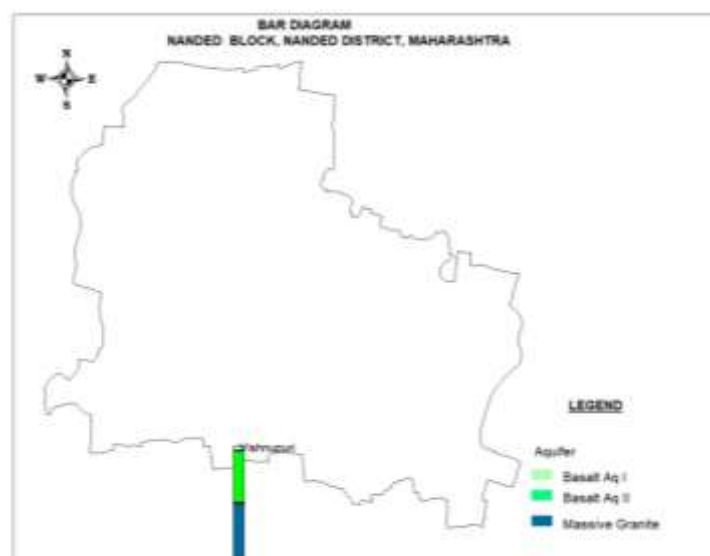 BAR DIAGRAM
NANDED BLOCK, NANDED DISTRICT, MAHARASHTRA
N
W E
S
LEGEND
Aquifer
Basalt Aq I
Basalt Aq II
Massive Granite